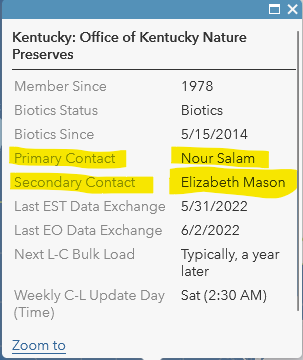 Kentucky: Office of Kentucky Nature
Preserves
Member Since 1978
Biotics Status Biotics
Biotics Since 5/15/2014
Primary Contact Nour Salam
Secondary Contact Elizabeth Mason
Last EST Data Exchange 5/31/2022
Last EO Data Exchange 6/2/2022
Next L-C Bulk Load Typically, a year
later
Weekly C-L Update Day Sat (2:30 AM)
(Time)
Zoom to